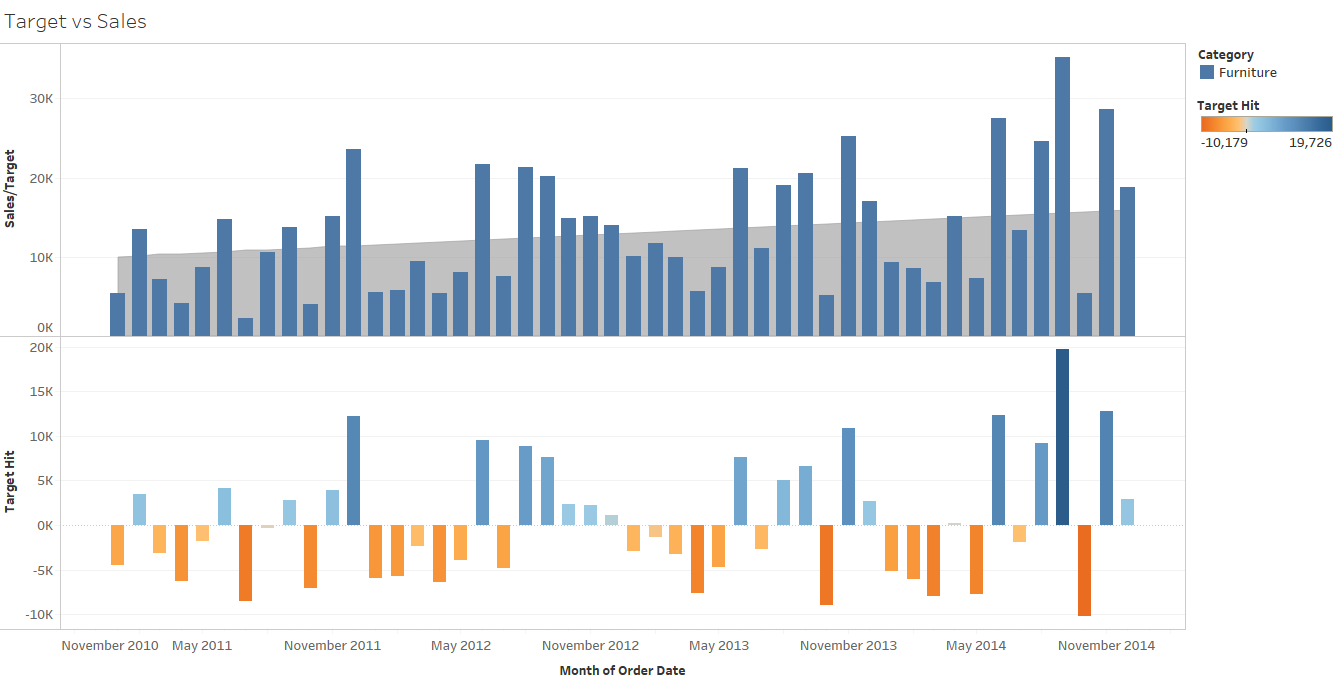 Target vs Sales
Sales/Target
30K
20K
10K
0K
Target Hit
20K
15K
10K
5K
0K
-5K
-10K
November 2010 May 2011 November 2011 May 2012 November 2012 May 2013 November 2013 May 2014 November 2014
Month of Order Date
Category
Furniture
Target Hit
-10,179 19,726